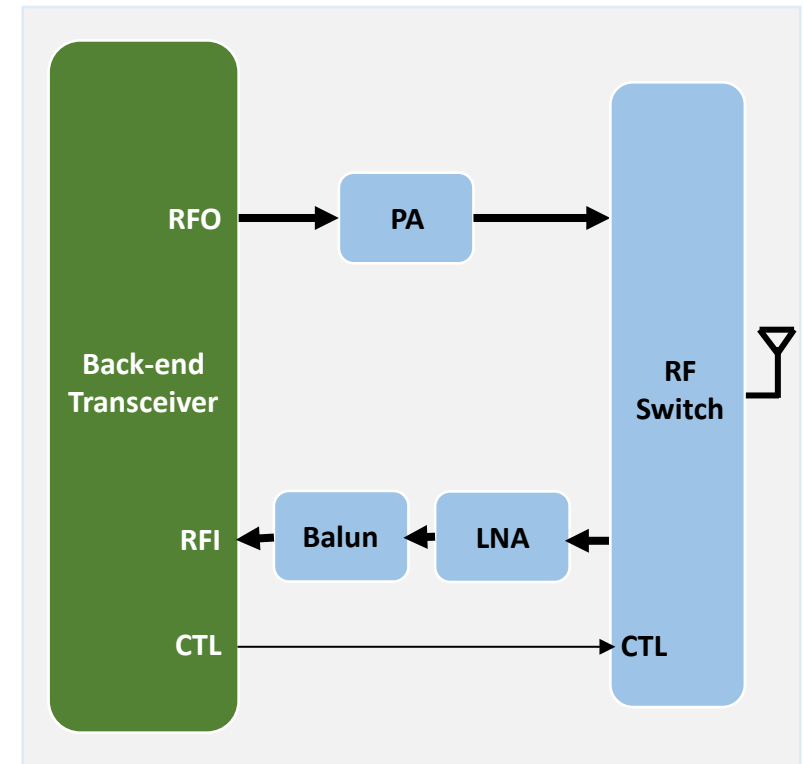 RFO
PA
Back-end
Transceiver
RF
Switch
RFI
Balun
LNA
CTL
CTL